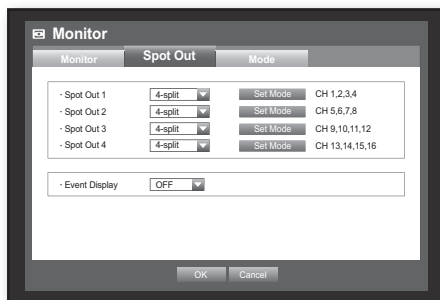 Monitor
Monitor Spot Out Mode
· Spot Out 1 4-split Set Mode CH 1,2,3,4
· Spot Out 2 4-split Set Mode CH 5,6,7,8
· Spot Out 3 4-split Set Mode CH 9,10,11,12
· Spot Out 4 4-split Set Mode CH 13,14,15,16
· Event Display OFF
OK Cancel